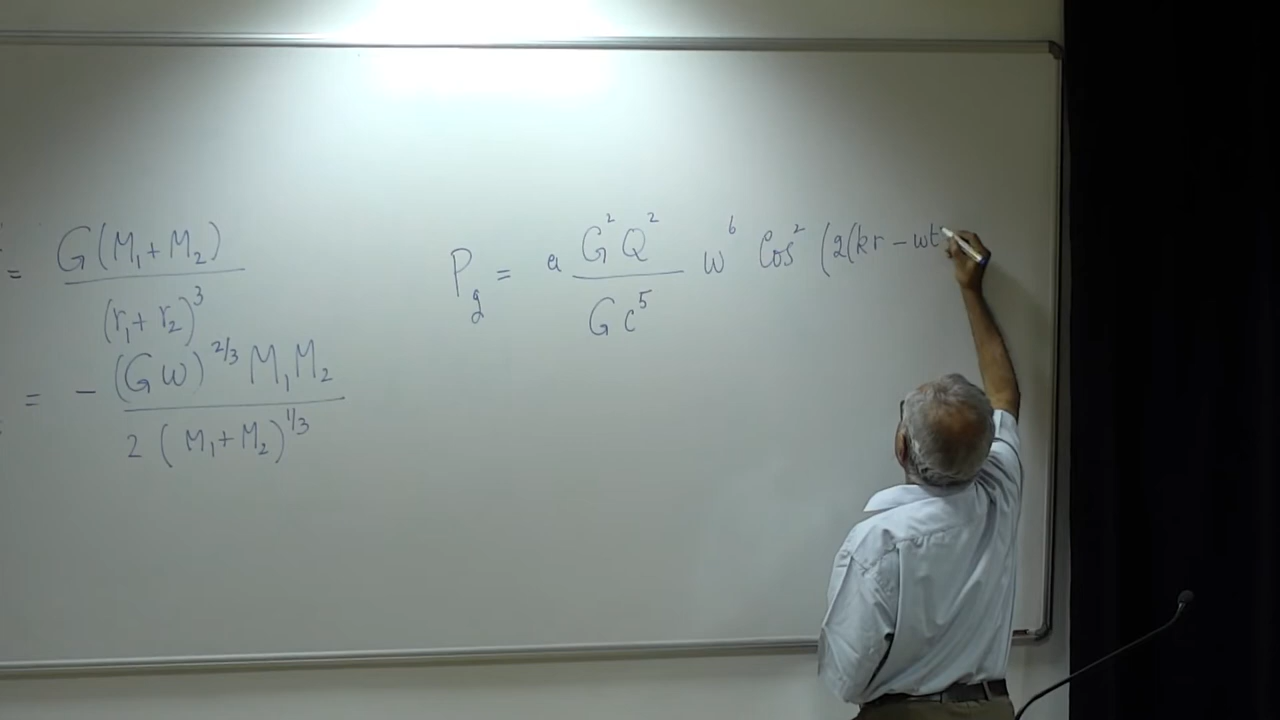 = G(M₁+M₂) / (r₁+r₂)³
= - (Gω)^{2/3} M₁M₂ / 2 (M₁+M₂)^{1/3}
P_g = a G²Q² / Gc⁵ ω⁶ Cos² (2(kr - ωt